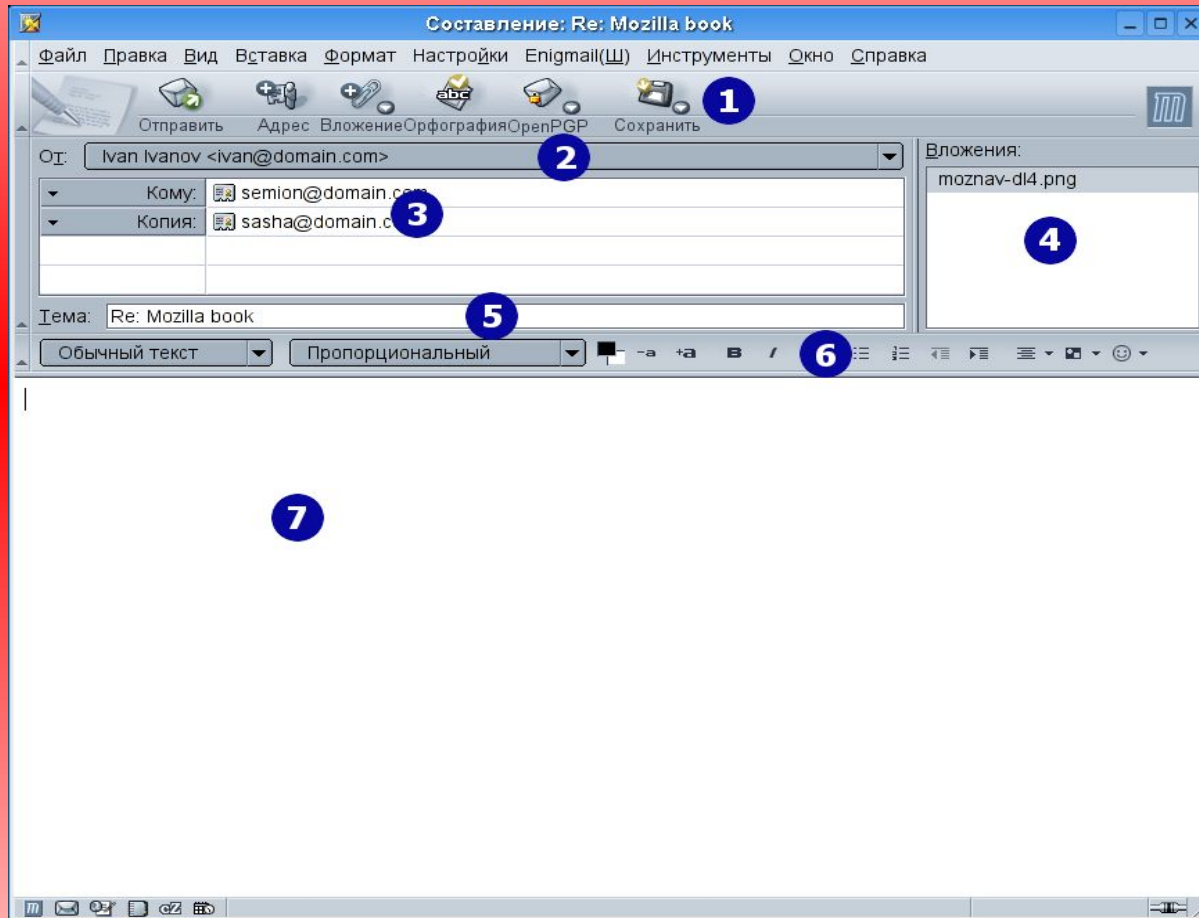 Составление: Re: Mozilla book
Файл Правка Вид Вставка Формат Настройки Enigmail(Ш) Инструменты Окно Справка
Отправить Адрес Вложение Орфография OpenPGP Сохранить
1
От: Ivan Ivanov <ivan@domain.com>
2
Вложения:
moznav-dl4.png
Кому: semion@domain.com
Копия: sasha@domain.c
3
4
Тема: Re: Mozilla book
5
Обычный текст Пропорциональный -a +a B I
6
7